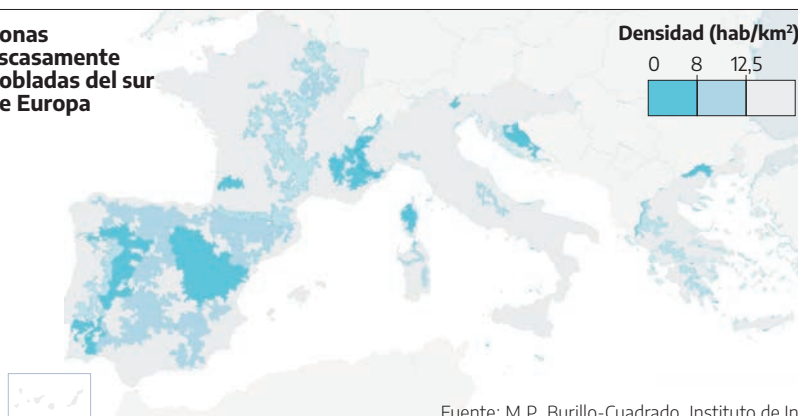 onas
scasamente
obladas del sur
e Europa
Densidad (hab/km²)
0 8 12,5
Fuente: M.P. Burillo-Cuadrado. Instituto de In